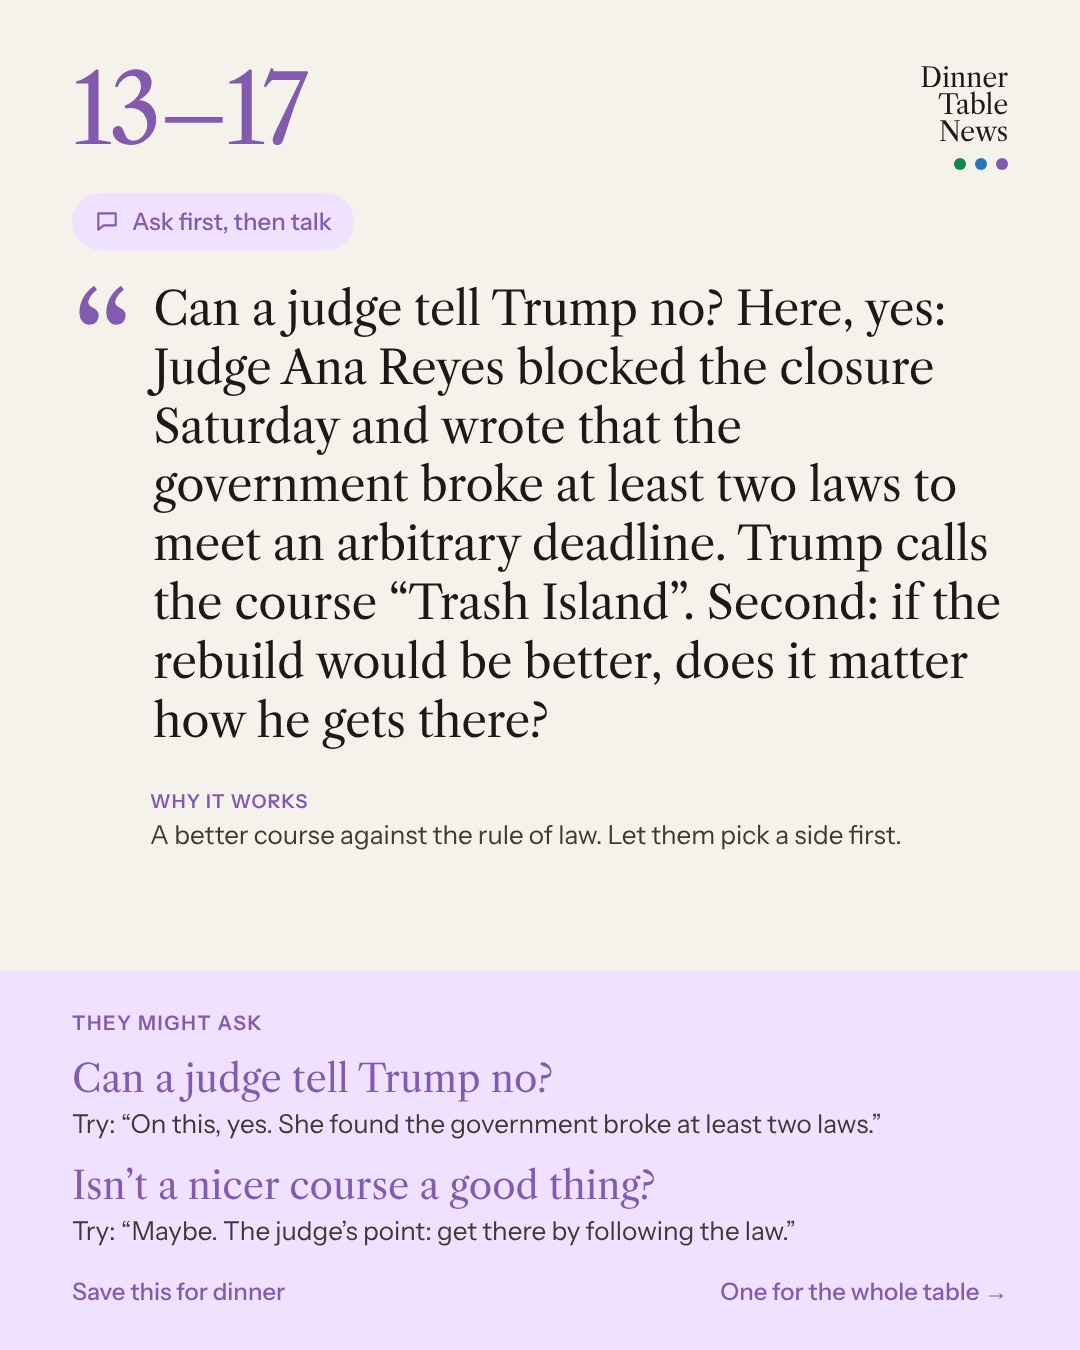 13–17
Dinner
Table
News
Ask first, then talk
“Can a judge tell Trump no? Here, yes:
Judge Ana Reyes blocked the closure
Saturday and wrote that the
government broke at least two laws to
meet an arbitrary deadline. Trump calls
the course “Trash Island”. Second: if the
rebuild would be better, does it matter
how he gets there?
WHY IT WORKS
A better course against the rule of law. Let them pick a side first.
THEY MIGHT ASK
Can a judge tell Trump no?
Try: “On this, yes. She found the government broke at least two laws.”
Isn’t a nicer course a good thing?
Try: “Maybe. The judge’s point: get there by following the law.”
Save this for dinner
One for the whole table →